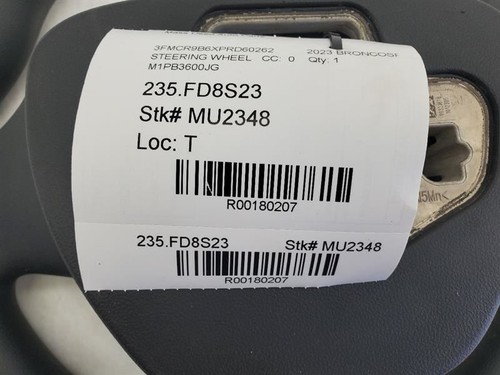 3FMCR9B6XPRD60262 2023 BRONCOSP
STEERING WHEEL CC: 0 Qty: 1
M1PB3600JG
235.FD8S23
Stk# MU2348
Loc: T
R00180207
235.FD8S23 Stk# MU2348
R00180207